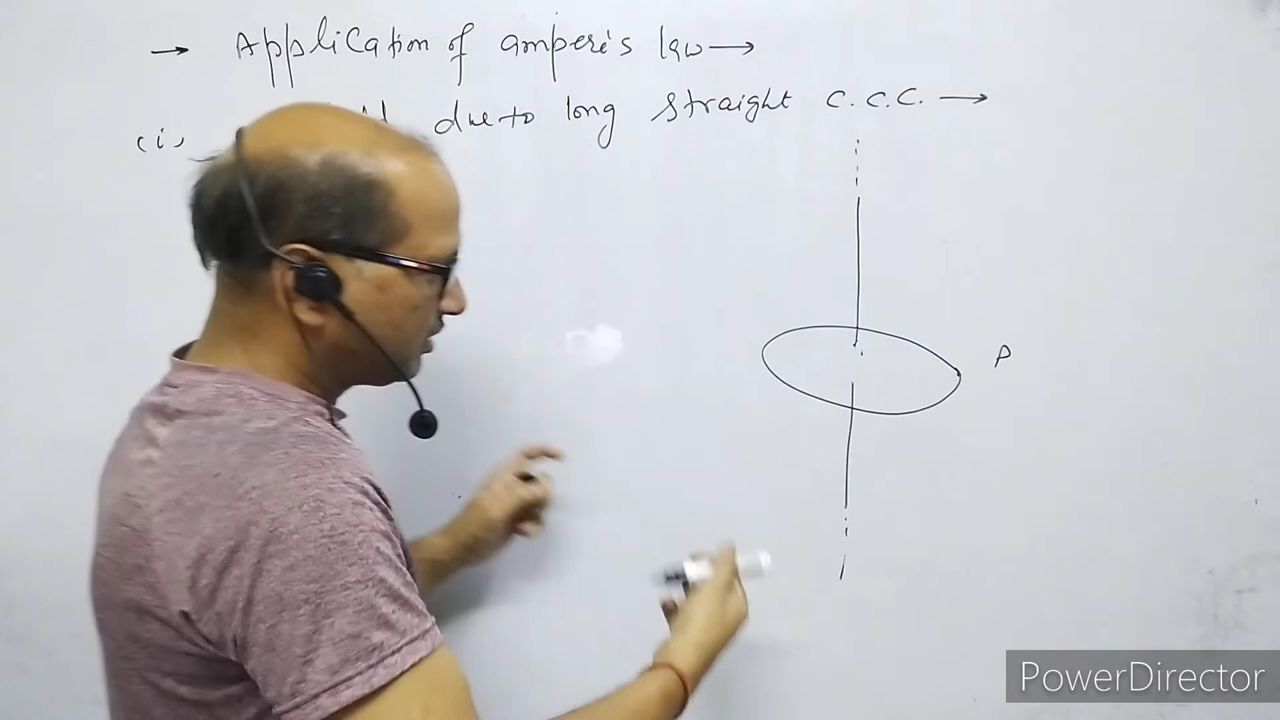 → Application of ampere's law →
(i) due to long straight C.C.C. →
P
PowerDirector